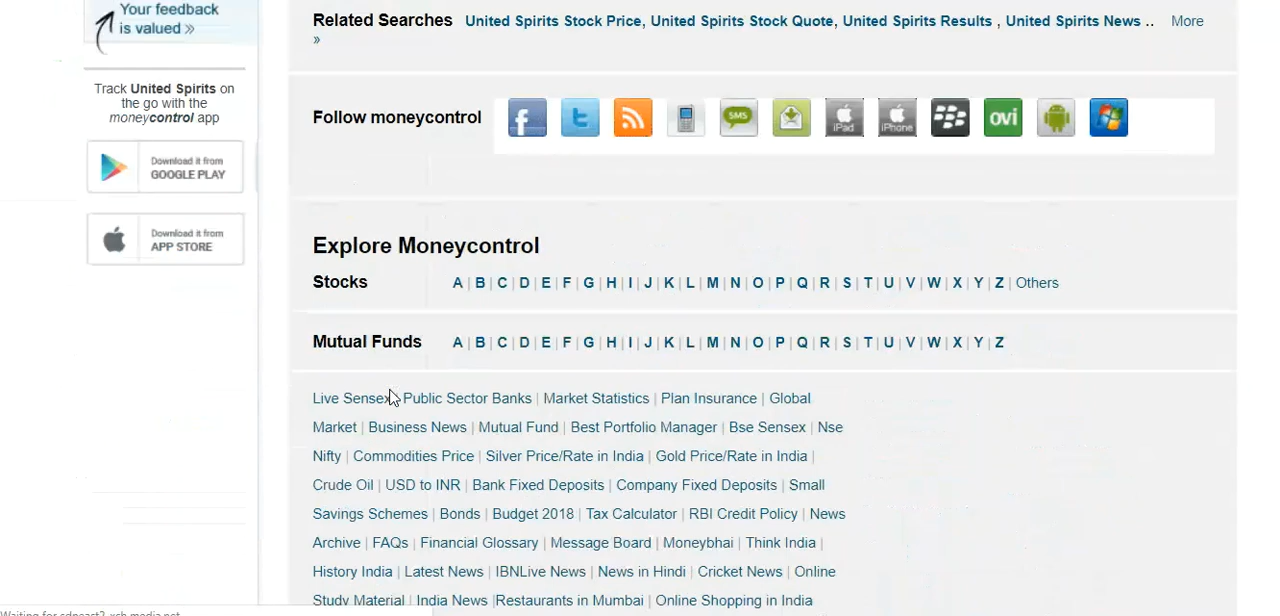 Your feedback
is valued »
Track United Spirits on
the go with the
moneycontrol app
Download it from
GOOGLE PLAY
Download it from
APP STORE
Related Searches United Spirits Stock Price, United Spirits Stock Quote, United Spirits Results , United Spirits News .. More
»
Follow moneycontrol
SMS
iPad
iPhone
ovi
Explore Moneycontrol
Stocks A | B | C | D | E | F | G | H | I | J | K | L | M | N | O | P | Q | R | S | T | U | V | W | X | Y | Z | Others
Mutual Funds A | B | C | D | E | F | G | H | I | J | K | L | M | N | O | P | Q | R | S | T | U | V | W | X | Y | Z
Live Sensex | Public Sector Banks | Market Statistics | Plan Insurance | Global
Market | Business News | Mutual Fund | Best Portfolio Manager | Bse Sensex | Nse
Nifty | Commodities Price | Silver Price/Rate in India | Gold Price/Rate in India |
Crude Oil | USD to INR | Bank Fixed Deposits | Company Fixed Deposits | Small
Savings Schemes | Bonds | Budget 2018 | Tax Calculator | RBI Credit Policy | News
Archive | FAQs | Financial Glossary | Message Board | Moneybhai | Think India |
History India | Latest News | IBNLive News | News in Hindi | Cricket News | Online
Study Material | India News |Restaurants in Mumbai | Online Shopping in India
Waiting for